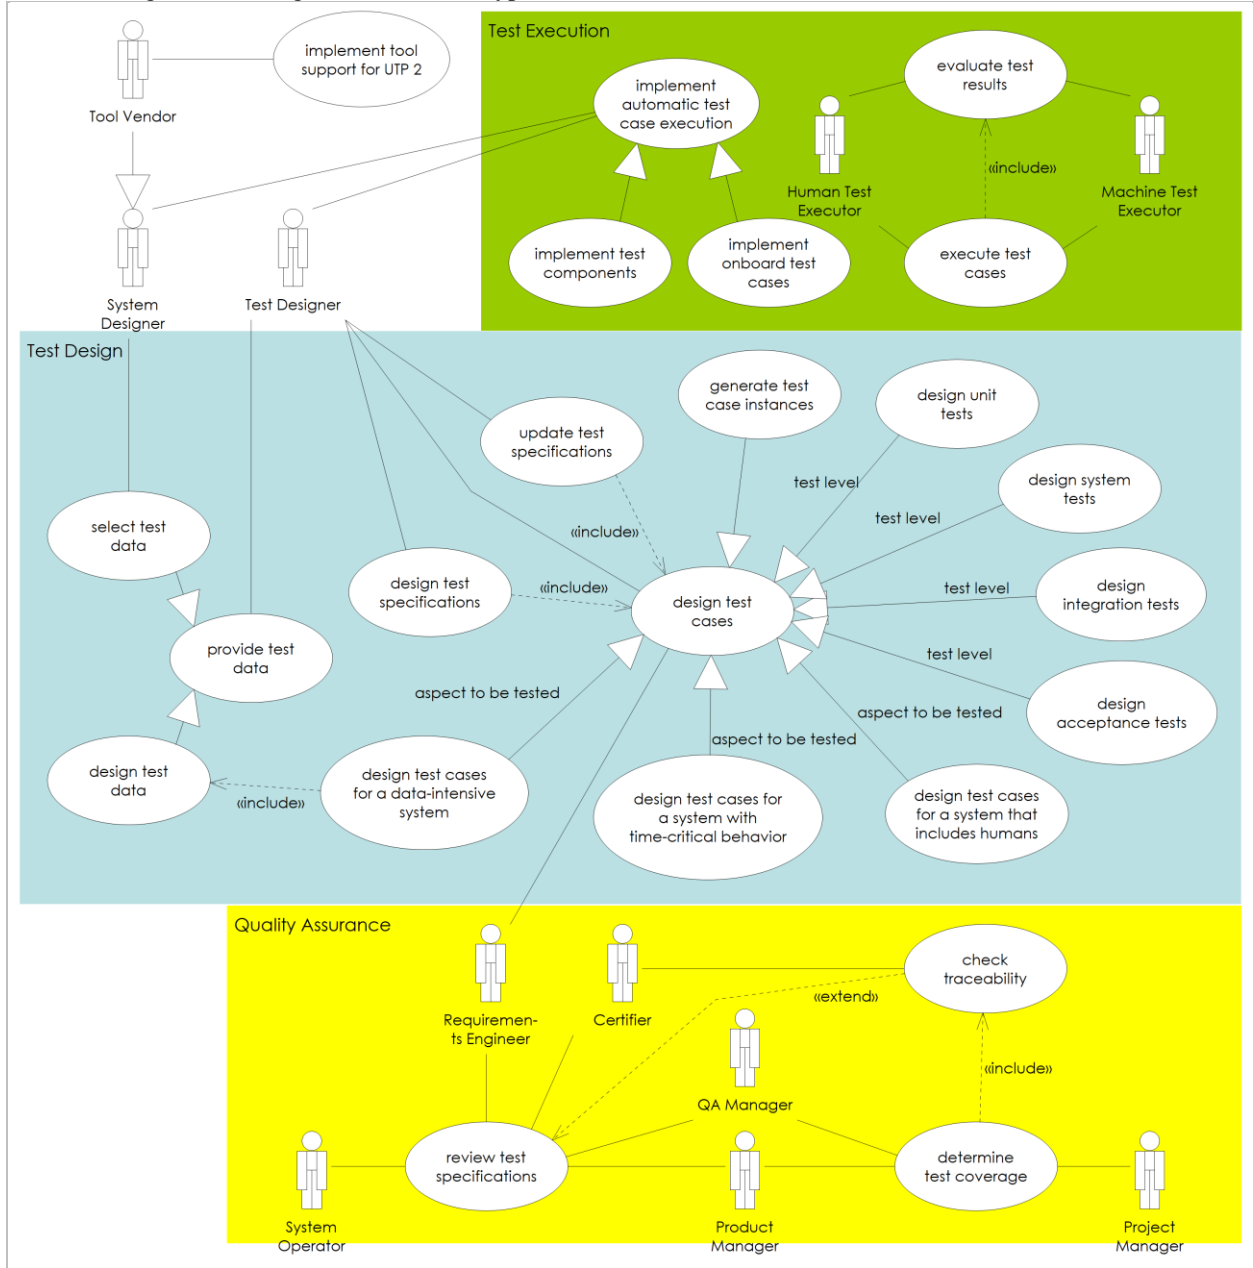 Test Execution
implement tool
support for UTP 2
Tool Vendor
implement
automatic test
case execution
evaluate test
results
«include»
Human Test
Executor
Machine Test
Executor
implement test
components
implement
onboard test
cases
execute test
cases
System
Designer
Test Designer
Test Design
generate test
case instances
design unit
tests
update test
specifications
test level
design system
tests
select test
data
test level
«include»
design test
specifications
«include»
design test
cases
test level
design
integration tests
provide test
data
test level
aspect to be tested
design
acceptance tests
aspect to be tested
aspect to be tested
design test
data
«include»
design test cases
for a data-intensive
system
design test cases for
a system with
time-critical behavior
design test cases
for a system that
includes humans
Quality Assurance
check
traceability
«extend»
Requiremen-
ts Engineer
Certifier
«include»
QA Manager
review test
specifications
determine
test coverage
System
Operator
Product
Manager
Project
Manager